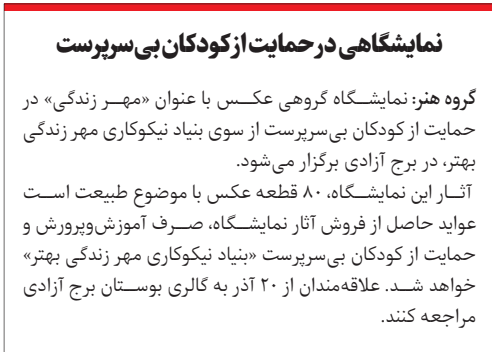 نمایشگاهی در حمایت از کودکان بی‌سرپرست
گروه هنر: نمایشگاه گروهی عکس با عنوان «مهر زندگی» در
حمایت از کودکان بی‌سرپرست از سوی بنیاد نیکوکاری مهر زندگی
بهتر، در برج آزادی برگزار می‌شود.
آثار این نمایشگاه، ۸۰ قطعه عکس با موضوع طبیعت است
عواید حاصل از فروش آثار نمایشگاه، صرف آموزش‌وپرورش و
حمایت از کودکان بی‌سرپرست «بنیاد نیکوکاری مهر زندگی بهتر»
خواهد شد. علاقه‌مندان از ۲۰ آذر به گالری بوستان برج آزادی
مراجعه کنند.